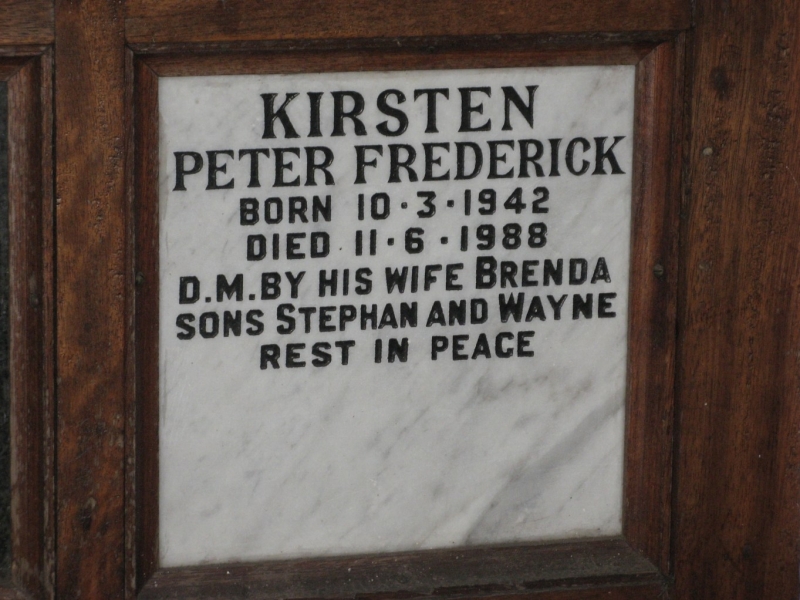 KIRSTEN
PETER FREDERICK
BORN 10·3·1942
DIED 11·6·1988
D.M.BY HIS WIFE BRENDA
SONS STEPHAN AND WAYNE
REST IN PEACE